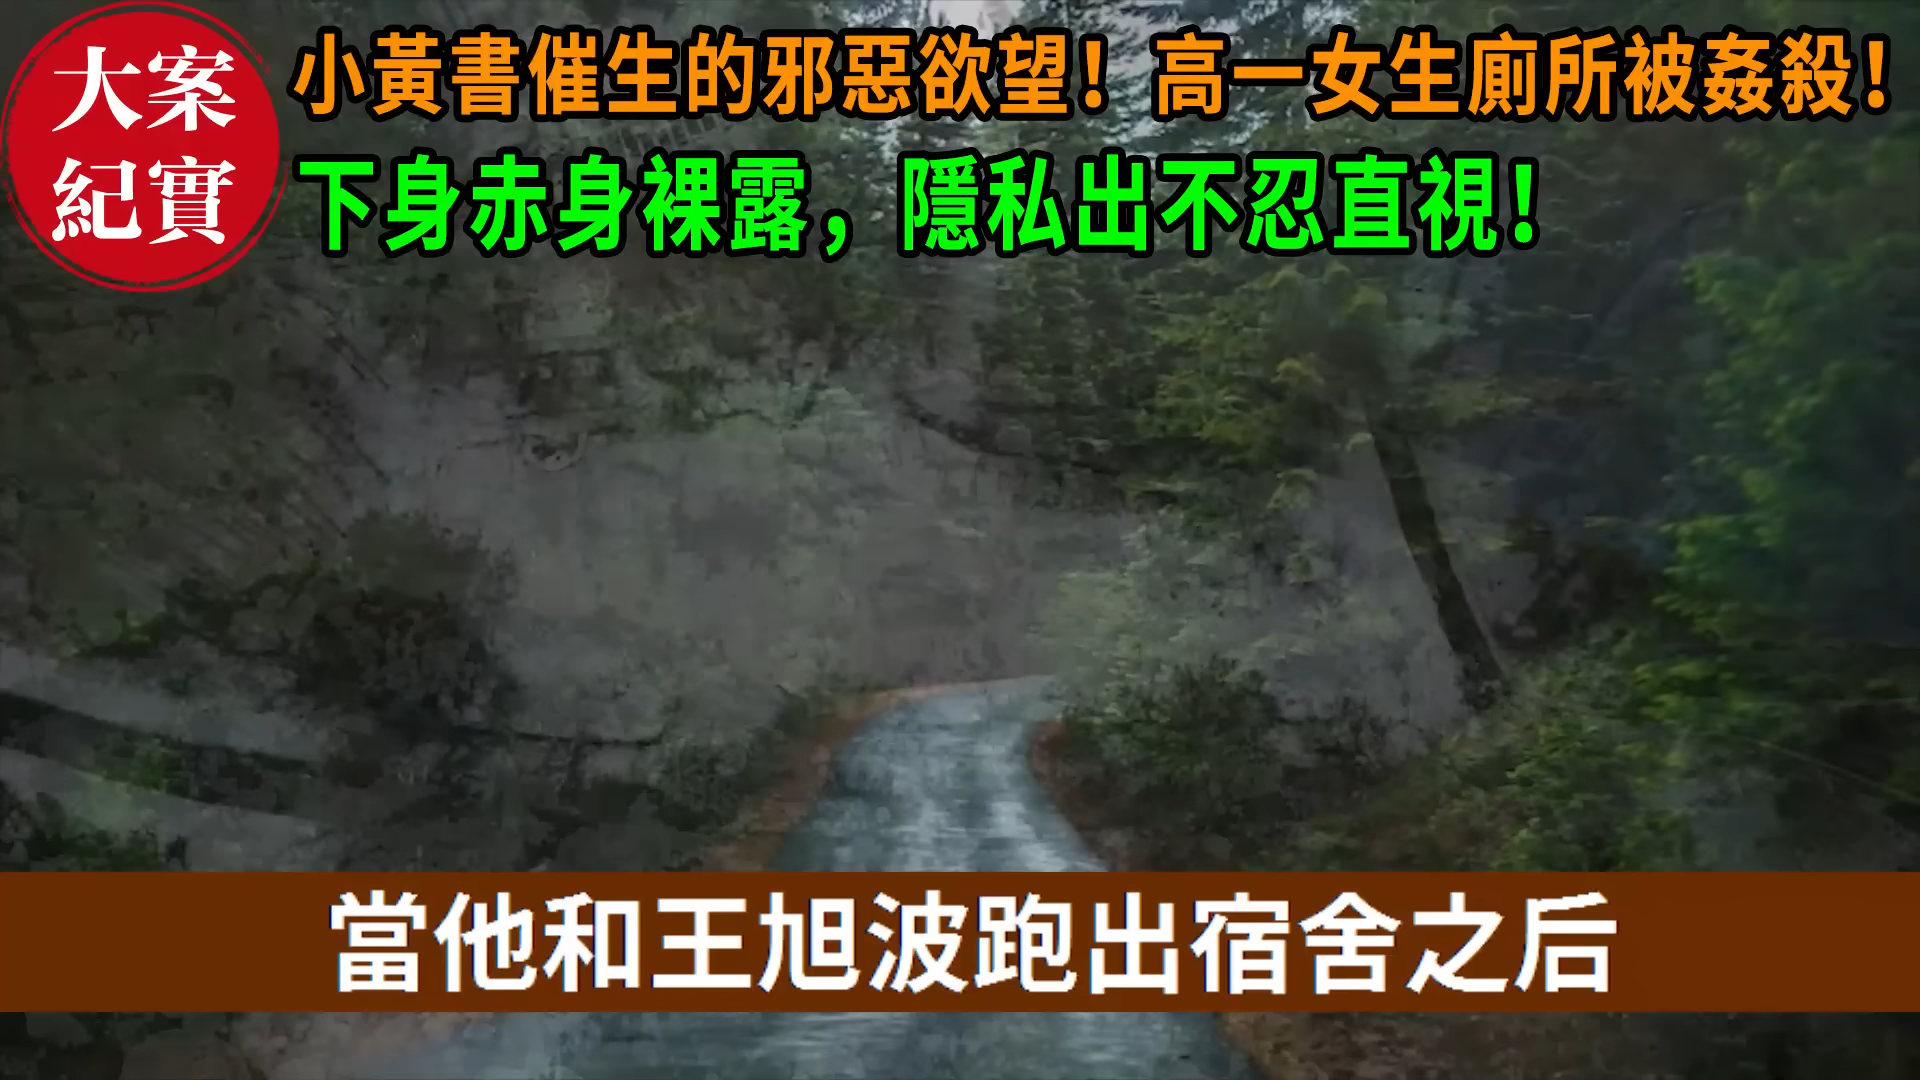 大案
紀實
小黃書催生的邪惡欲望！高一女生廁所被姦殺！
下身赤身裸露，隱私出不忍直視！
當他和王旭波跑出宿舍之后